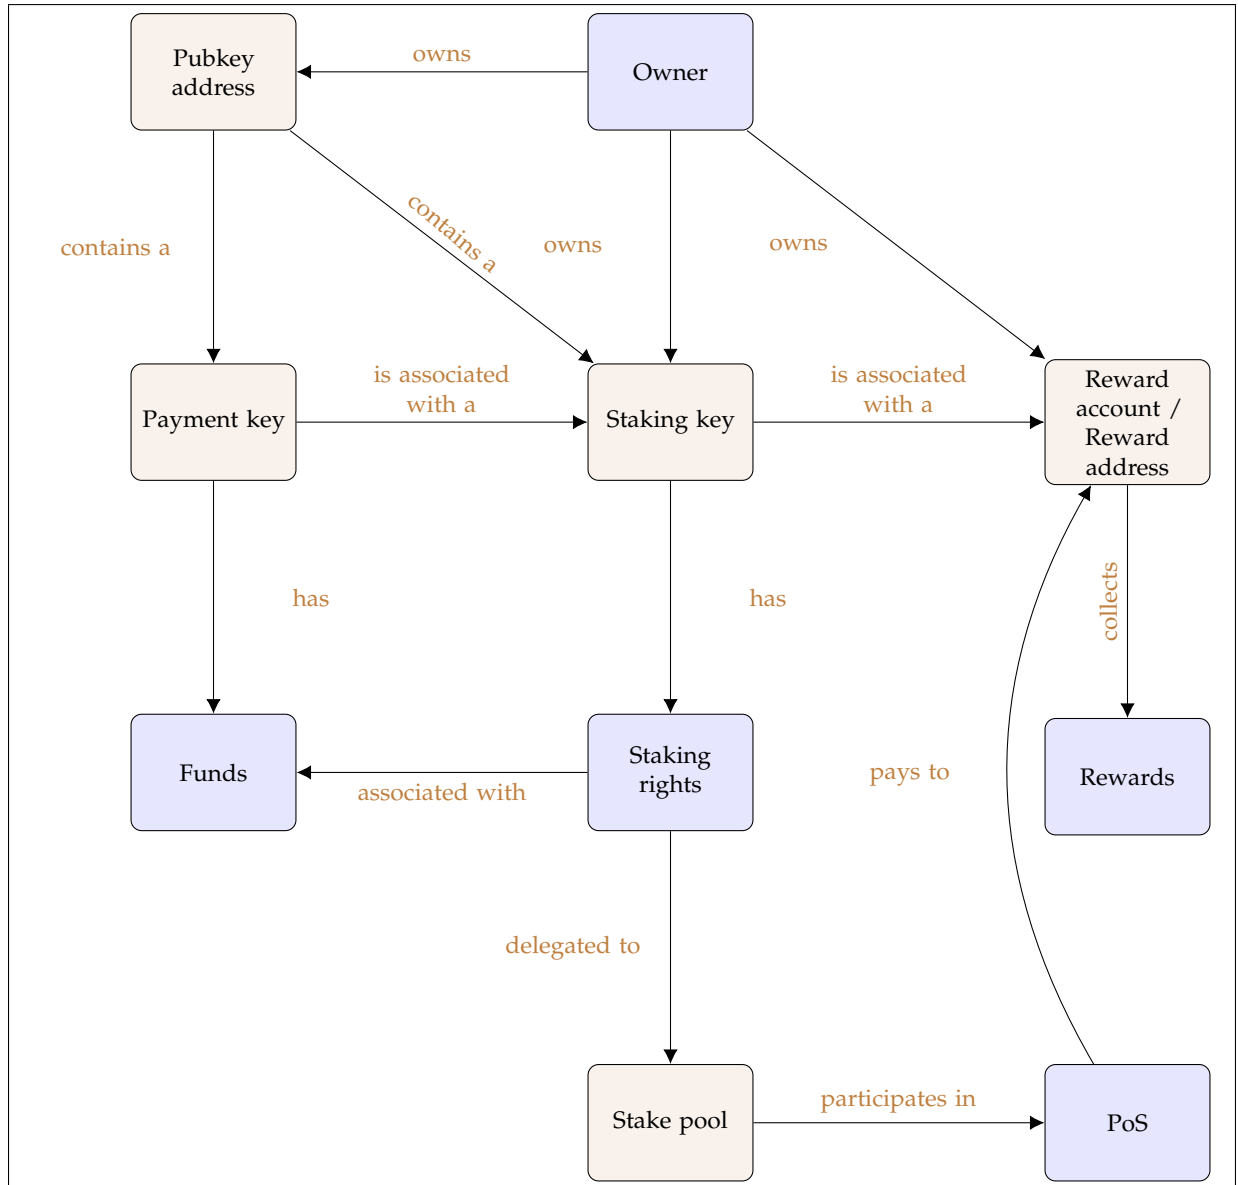 Pubkey
address
owns
Owner
contains a
contains a
owns
owns
Payment key
is associated
with a
Staking key
is associated
with a
Reward
account /
Reward
address
has
has
collects
Funds
associated with
Staking
rights
pays to
Rewards
delegated to
Stake pool
participates in
PoS